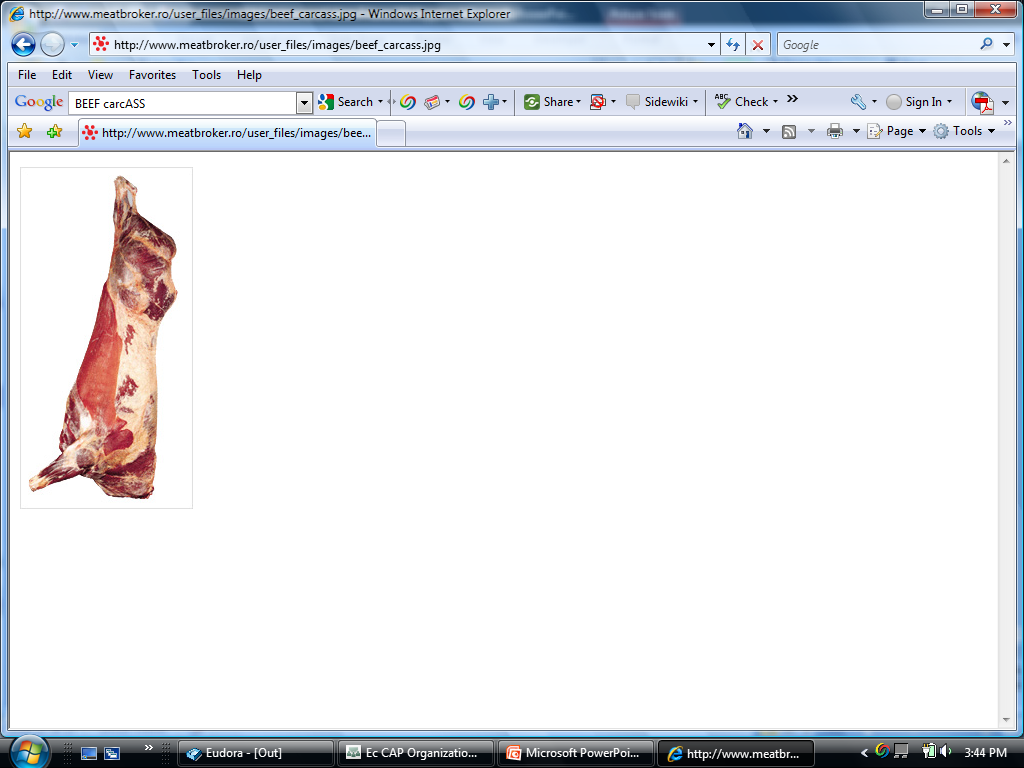 http://www.meatbroker.ro/user_files/images/beef_carcass.jpg - Windows Internet Explorer
http://www.meatbroker.ro/user_files/images/beef_carcass.jpg
Google
File Edit View Favorites Tools Help
Google BEEF carcASS Search Share Sidewiki ABC Check » Sign In
http://www.meatbroker.ro/user_files/images/bee... Page Tools »
» Eudora - [Out] Ec CAP Organizatio... Microsoft PowerPoi... http://www.meatbr... 3:44 PM